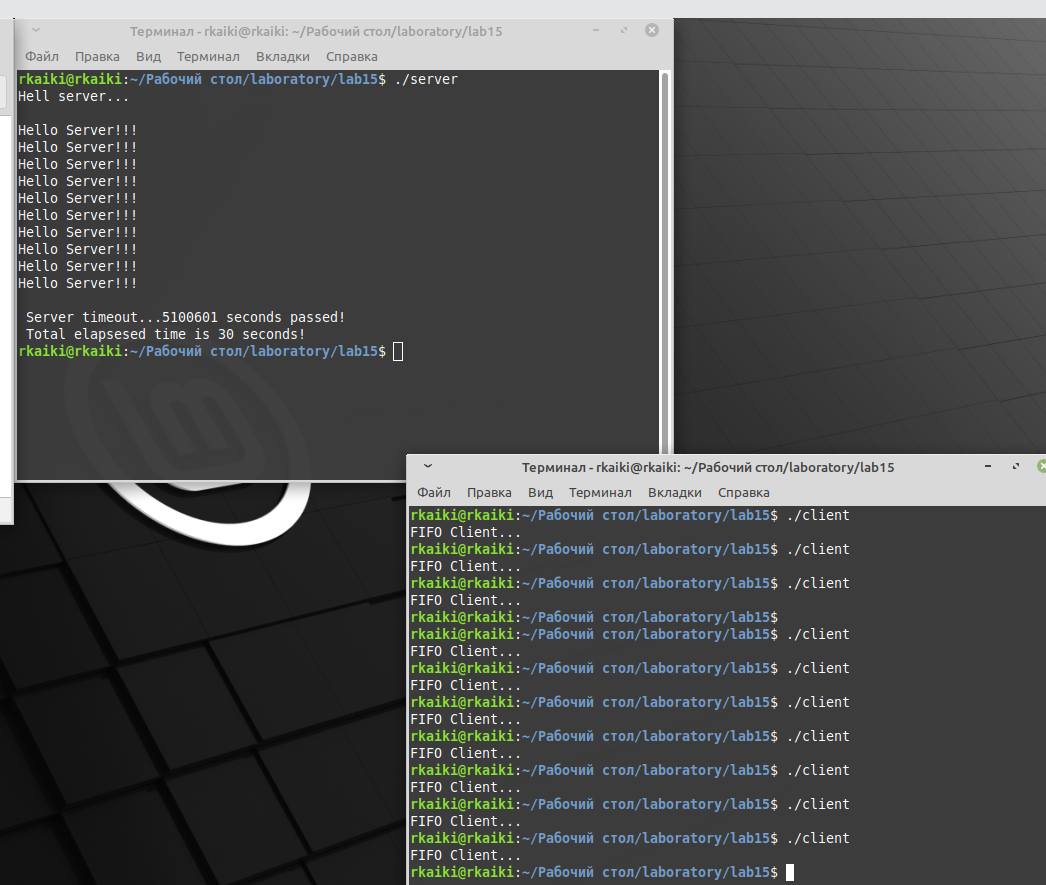 Терминал - rkaiki@rkaiki: ~/Рабочий стол/laboratory/lab15
Файл Правка Вид Терминал Вкладки Справка
rkaiki@rkaiki:~/Рабочий стол/laboratory/lab15$ ./server
Hell server...
Hello Server!!!
Hello Server!!!
Hello Server!!!
Hello Server!!!
Hello Server!!!
Hello Server!!!
Hello Server!!!
Hello Server!!!
Hello Server!!!
Hello Server!!!
Server timeout...5100601 seconds passed!
Total elapsesed time is 30 seconds!
rkaiki@rkaiki:~/Рабочий стол/laboratory/lab15$
Терминал - rkaiki@rkaiki: ~/Рабочий стол/laboratory/lab15
Файл Правка Вид Терминал Вкладки Справка
rkaiki@rkaiki:~/Рабочий стол/laboratory/lab15$ ./client
FIFO Client...
rkaiki@rkaiki:~/Рабочий стол/laboratory/lab15$ ./client
FIFO Client...
rkaiki@rkaiki:~/Рабочий стол/laboratory/lab15$ ./client
FIFO Client...
rkaiki@rkaiki:~/Рабочий стол/laboratory/lab15$
rkaiki@rkaiki:~/Рабочий стол/laboratory/lab15$ ./client
FIFO Client...
rkaiki@rkaiki:~/Рабочий стол/laboratory/lab15$ ./client
FIFO Client...
rkaiki@rkaiki:~/Рабочий стол/laboratory/lab15$ ./client
FIFO Client...
rkaiki@rkaiki:~/Рабочий стол/laboratory/lab15$ ./client
FIFO Client...
rkaiki@rkaiki:~/Рабочий стол/laboratory/lab15$ ./client
FIFO Client...
rkaiki@rkaiki:~/Рабочий стол/laboratory/lab15$ ./client
FIFO Client...
rkaiki@rkaiki:~/Рабочий стол/laboratory/lab15$ ./client
FIFO Client...
rkaiki@rkaiki:~/Рабочий стол/laboratory/lab15$